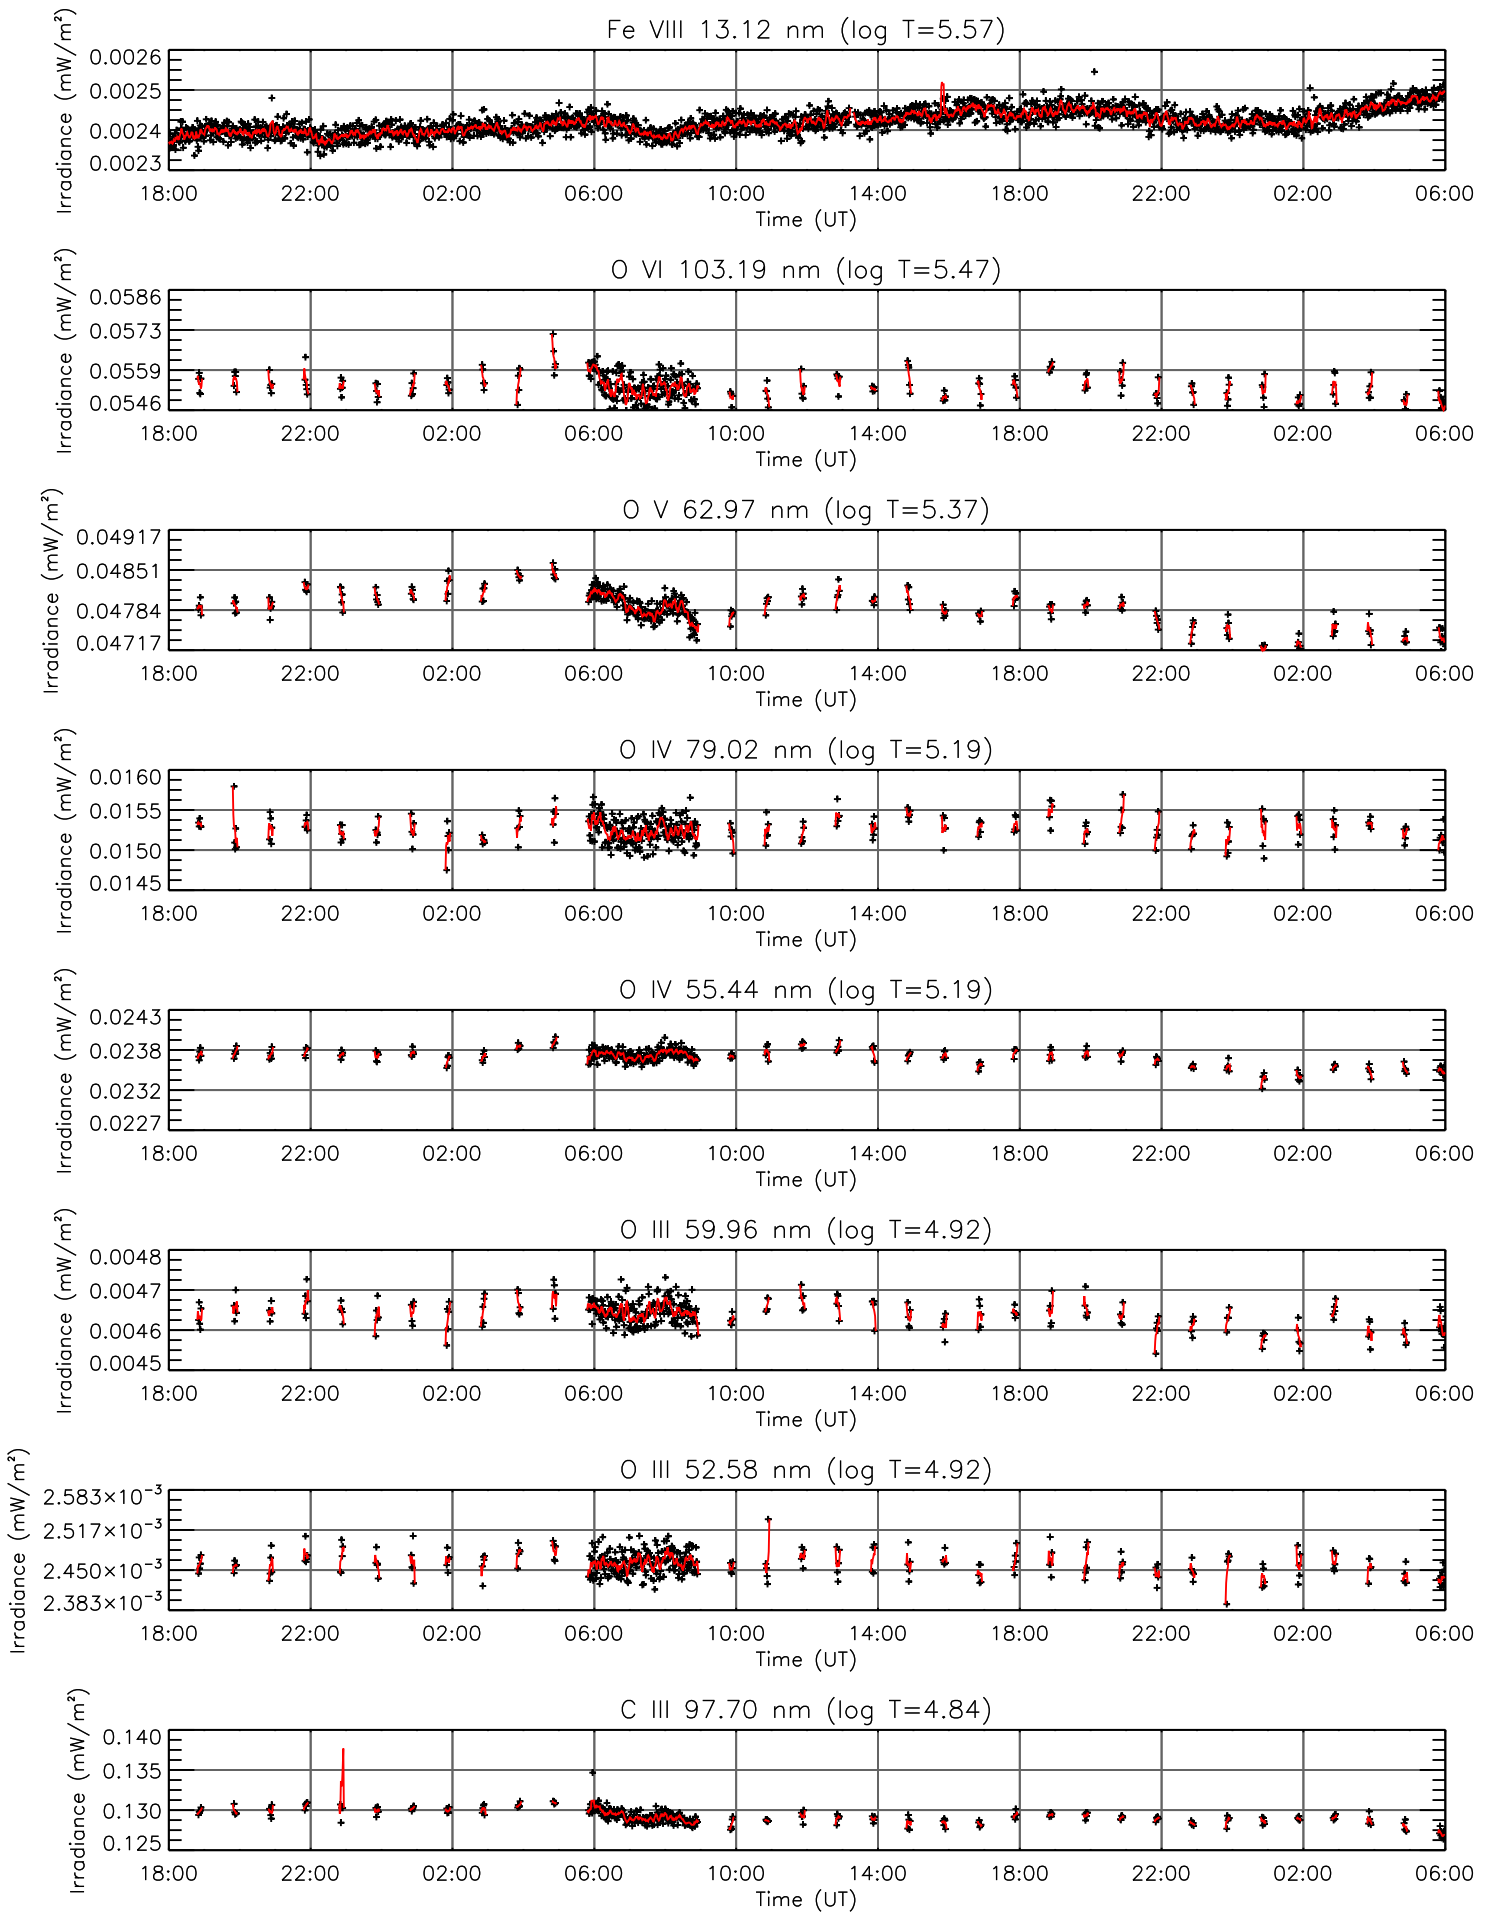 Fe VIII 13.12 nm (log T=5.57)
Irradiance (mW/m²)
0.0026
0.0025
0.0024
0.0023
18:00 22:00 02:00 06:00 10:00 14:00 18:00 22:00 02:00 06:00
Time (UT)
O VI 103.19 nm (log T=5.47)
Irradiance (mW/m²)
0.0586
0.0573
0.0559
0.0546
18:00 22:00 02:00 06:00 10:00 14:00 18:00 22:00 02:00 06:00
Time (UT)
O V 62.97 nm (log T=5.37)
Irradiance (mW/m²)
0.04917
0.04851
0.04784
0.04717
18:00 22:00 02:00 06:00 10:00 14:00 18:00 22:00 02:00 06:00
Time (UT)
O IV 79.02 nm (log T=5.19)
Irradiance (mW/m²)
0.0160
0.0155
0.0150
0.0145
18:00 22:00 02:00 06:00 10:00 14:00 18:00 22:00 02:00 06:00
Time (UT)
O IV 55.44 nm (log T=5.19)
Irradiance (mW/m²)
0.0243
0.0238
0.0232
0.0227
18:00 22:00 02:00 06:00 10:00 14:00 18:00 22:00 02:00 06:00
Time (UT)
O III 59.96 nm (log T=4.92)
Irradiance (mW/m²)
0.0048
0.0047
0.0046
0.0045
18:00 22:00 02:00 06:00 10:00 14:00 18:00 22:00 02:00 06:00
Time (UT)
O III 52.58 nm (log T=4.92)
Irradiance (mW/m²)
2.583×10⁻³
2.517×10⁻³
2.450×10⁻³
2.383×10⁻³
18:00 22:00 02:00 06:00 10:00 14:00 18:00 22:00 02:00 06:00
Time (UT)
C III 97.70 nm (log T=4.84)
Irradiance (mW/m²)
0.140
0.135
0.130
0.125
18:00 22:00 02:00 06:00 10:00 14:00 18:00 22:00 02:00 06:00
Time (UT)